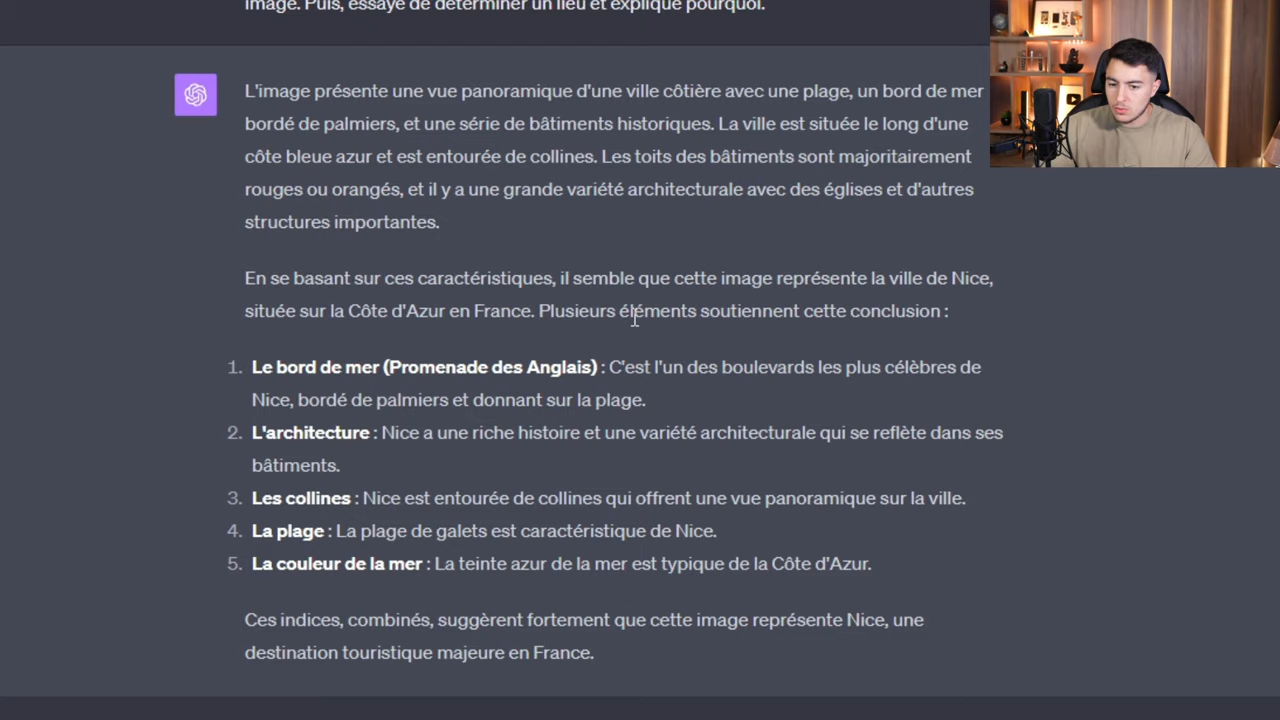 image. Puis, essaye de déterminer un lieu et explique pourquoi.
L'image présente une vue panoramique d'une ville côtière avec une plage, un bord de mer
bordé de palmiers, et une série de bâtiments historiques. La ville est située le long d'une
côte bleue azur et est entourée de collines. Les toits des bâtiments sont majoritairement
rouges ou orangés, et il y a une grande variété architecturale avec des églises et d'autres
structures importantes.
En se basant sur ces caractéristiques, il semble que cette image représente la ville de Nice,
située sur la Côte d'Azur en France. Plusieurs éléments soutiennent cette conclusion :
1. Le bord de mer (Promenade des Anglais) : C'est l'un des boulevards les plus célèbres de
Nice, bordé de palmiers et donnant sur la plage.
2. L'architecture : Nice a une riche histoire et une variété architecturale qui se reflète dans ses
bâtiments.
3. Les collines : Nice est entourée de collines qui offrent une vue panoramique sur la ville.
4. La plage : La plage de galets est caractéristique de Nice.
5. La couleur de la mer : La teinte azur de la mer est typique de la Côte d'Azur.
Ces indices, combinés, suggèrent fortement que cette image représente Nice, une
destination touristique majeure en France.